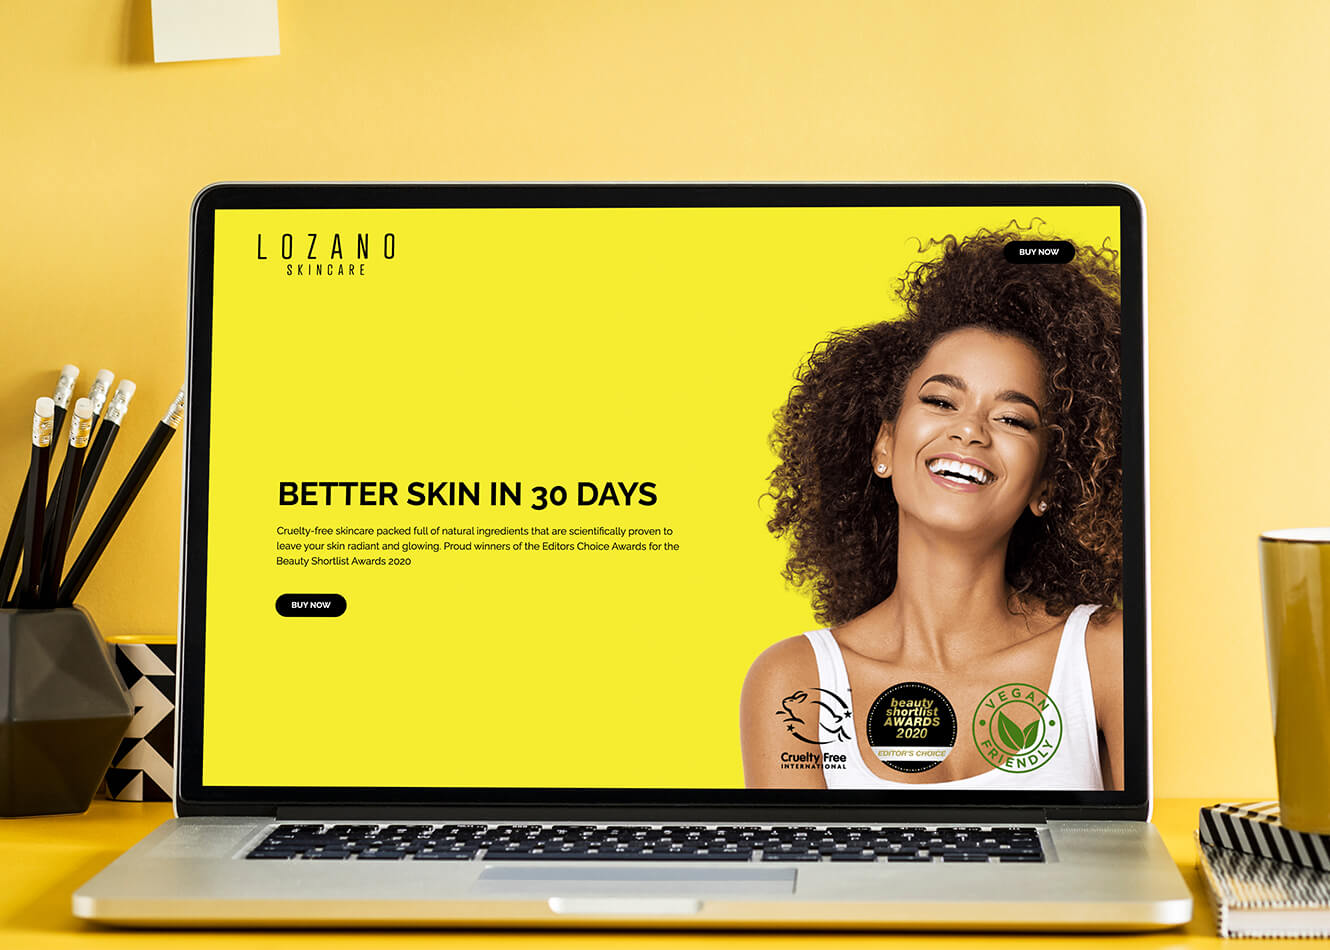 LOZANO
SKINCARE
BUY NOW
BETTER SKIN IN 30 DAYS
Cruelty-free skincare packed full of natural ingredients that are scientifically proven to
leave your skin radiant and glowing. Proud winners of the Editors Choice Awards for the
Beauty Shortlist Awards 2020
BUY NOW
Cruelty Free
INTERNATIONAL
beauty
shortlist
AWARDS
2020
EDITOR'S CHOICE
VEGAN
FRIENDLY